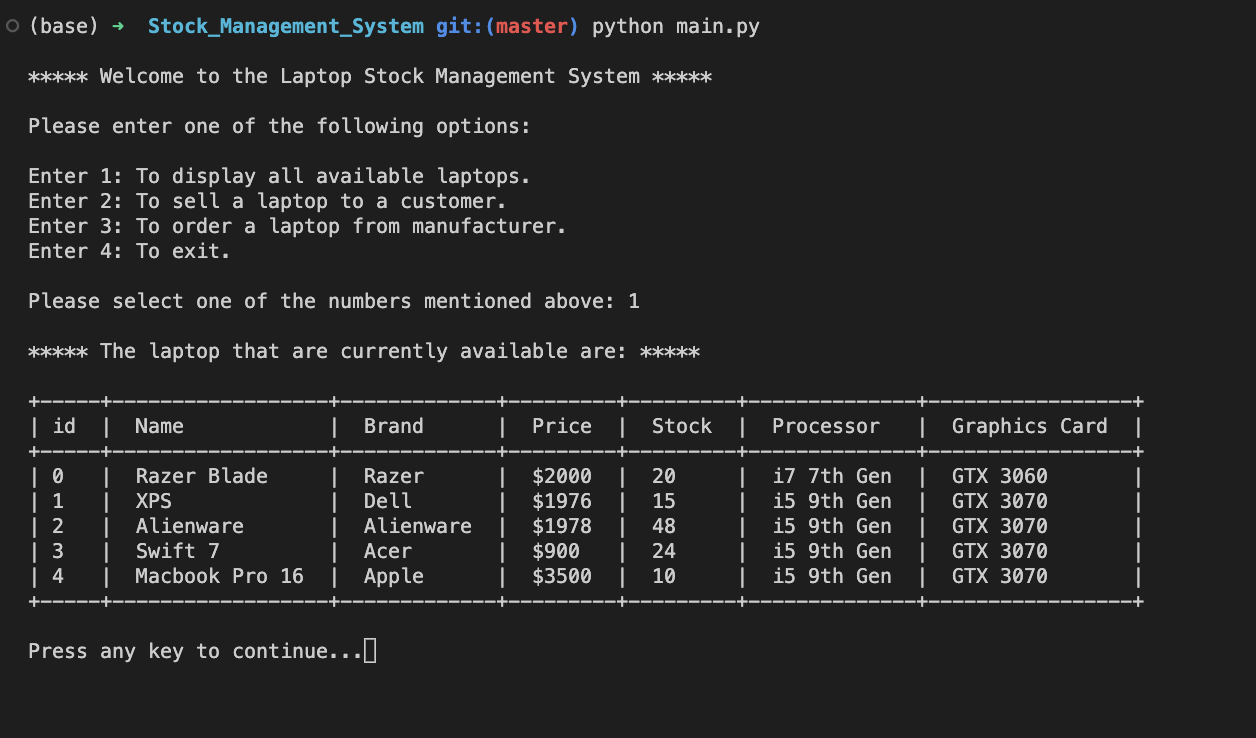 (base) ➜  Stock_Management_System git:(master) python main.py
***** Welcome to the Laptop Stock Management System *****
Please enter one of the following options:
Enter 1: To display all available laptops.
Enter 2: To sell a laptop to a customer.
Enter 3: To order a laptop from manufacturer.
Enter 4: To exit.
Please select one of the numbers mentioned above: 1
***** The laptop that are currently available are: *****
+-----+------------------+-------------+---------+---------+--------------+-----------------+
| id  |  Name            |  Brand      |  Price  |  Stock  |  Processor   |  Graphics Card  |
+-----+------------------+-------------+---------+---------+--------------+-----------------+
| 0   |  Razer Blade     |  Razer      |  $2000  |  20     |  i7 7th Gen  |  GTX 3060       |
| 1   |  XPS             |  Dell       |  $1976  |  15     |  i5 9th Gen  |  GTX 3070       |
| 2   |  Alienware       |  Alienware  |  $1978  |  48     |  i5 9th Gen  |  GTX 3070       |
| 3   |  Swift 7         |  Acer       |  $900   |  24     |  i5 9th Gen  |  GTX 3070       |
| 4   |  Macbook Pro 16  |  Apple      |  $3500  |  10     |  i5 9th Gen  |  GTX 3070       |
+-----+------------------+-------------+---------+---------+--------------+-----------------+
Press any key to continue...